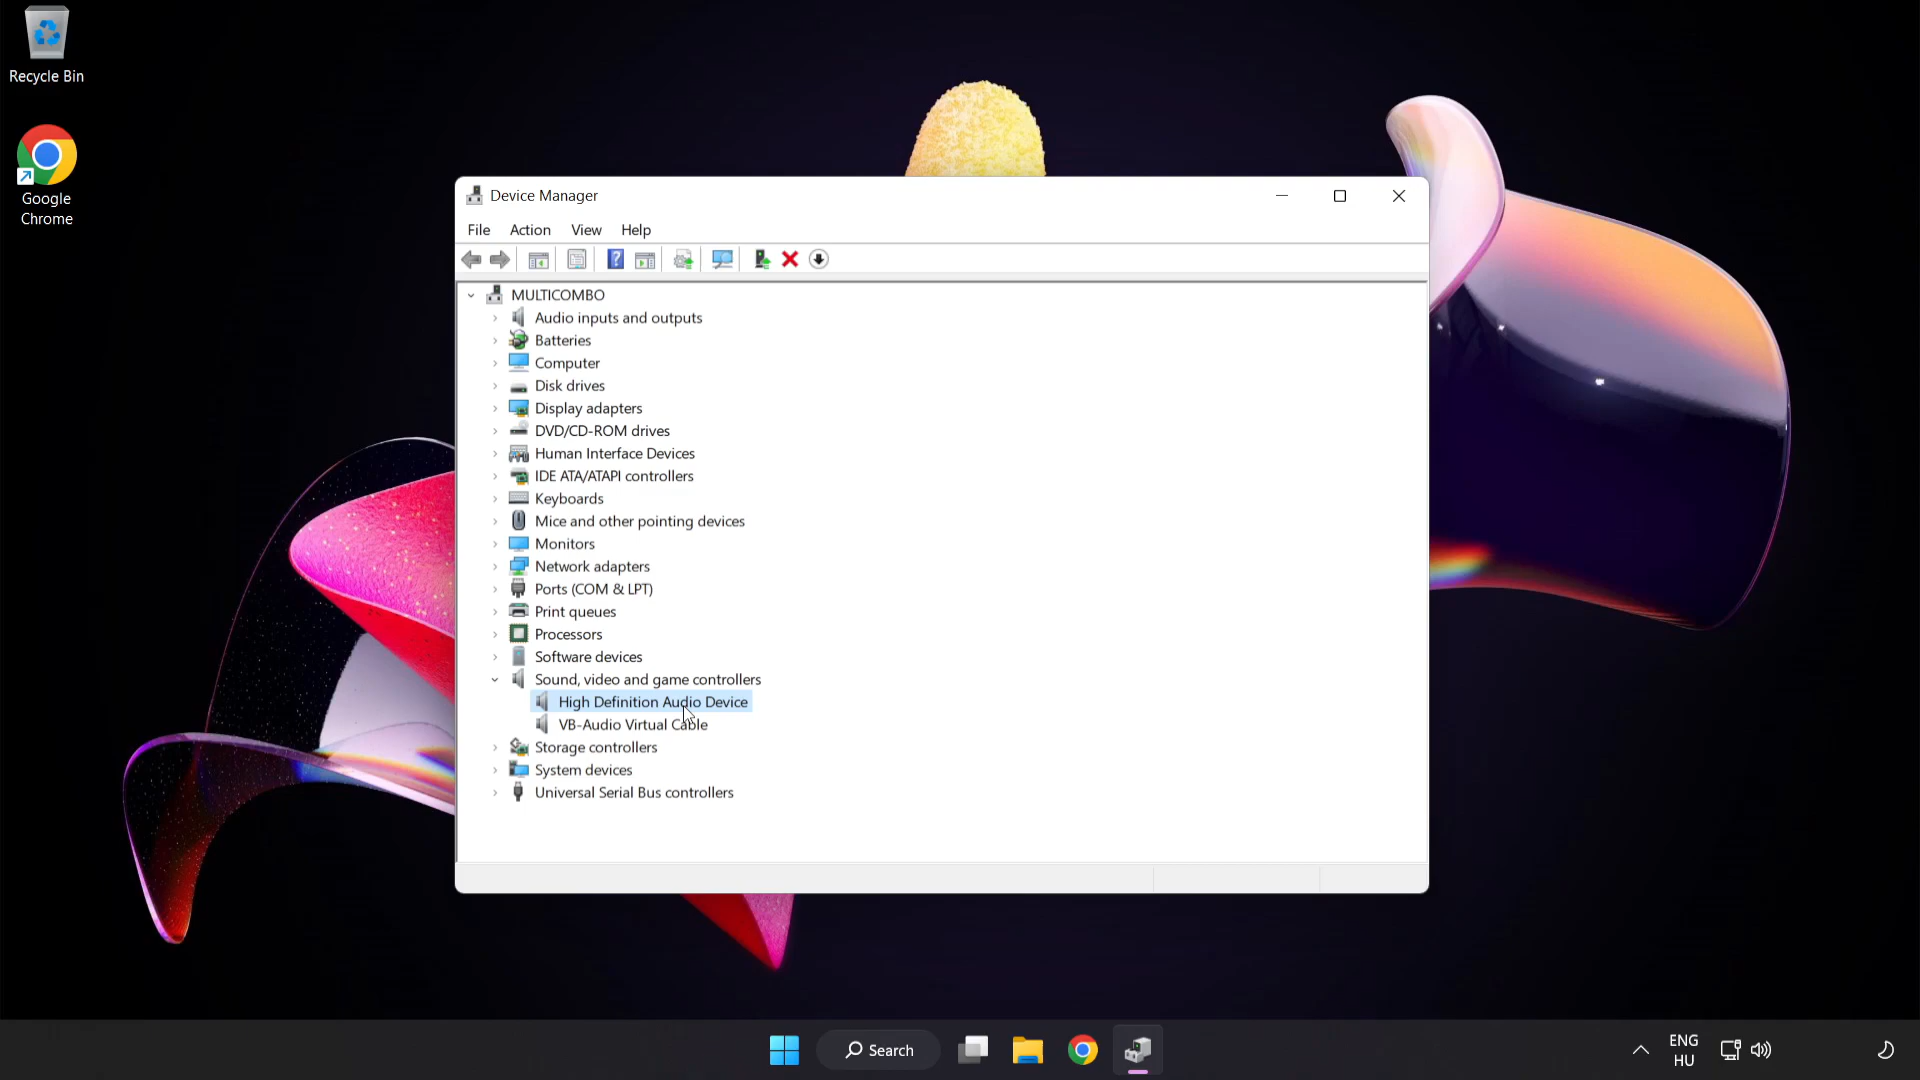 Recycle Bin
Google
Chrome
Device Manager
File Action View Help
MULTICOMBO
Audio inputs and outputs
Batteries
Computer
Disk drives
Display adapters
DVD/CD-ROM drives
Human Interface Devices
IDE ATA/ATAPI controllers
Keyboards
Mice and other pointing devices
Monitors
Network adapters
Ports (COM & LPT)
Print queues
Processors
Software devices
Sound, video and game controllers
High Definition Audio Device
VB-Audio Virtual Cable
Storage controllers
System devices
Universal Serial Bus controllers
Search
ENG
HU